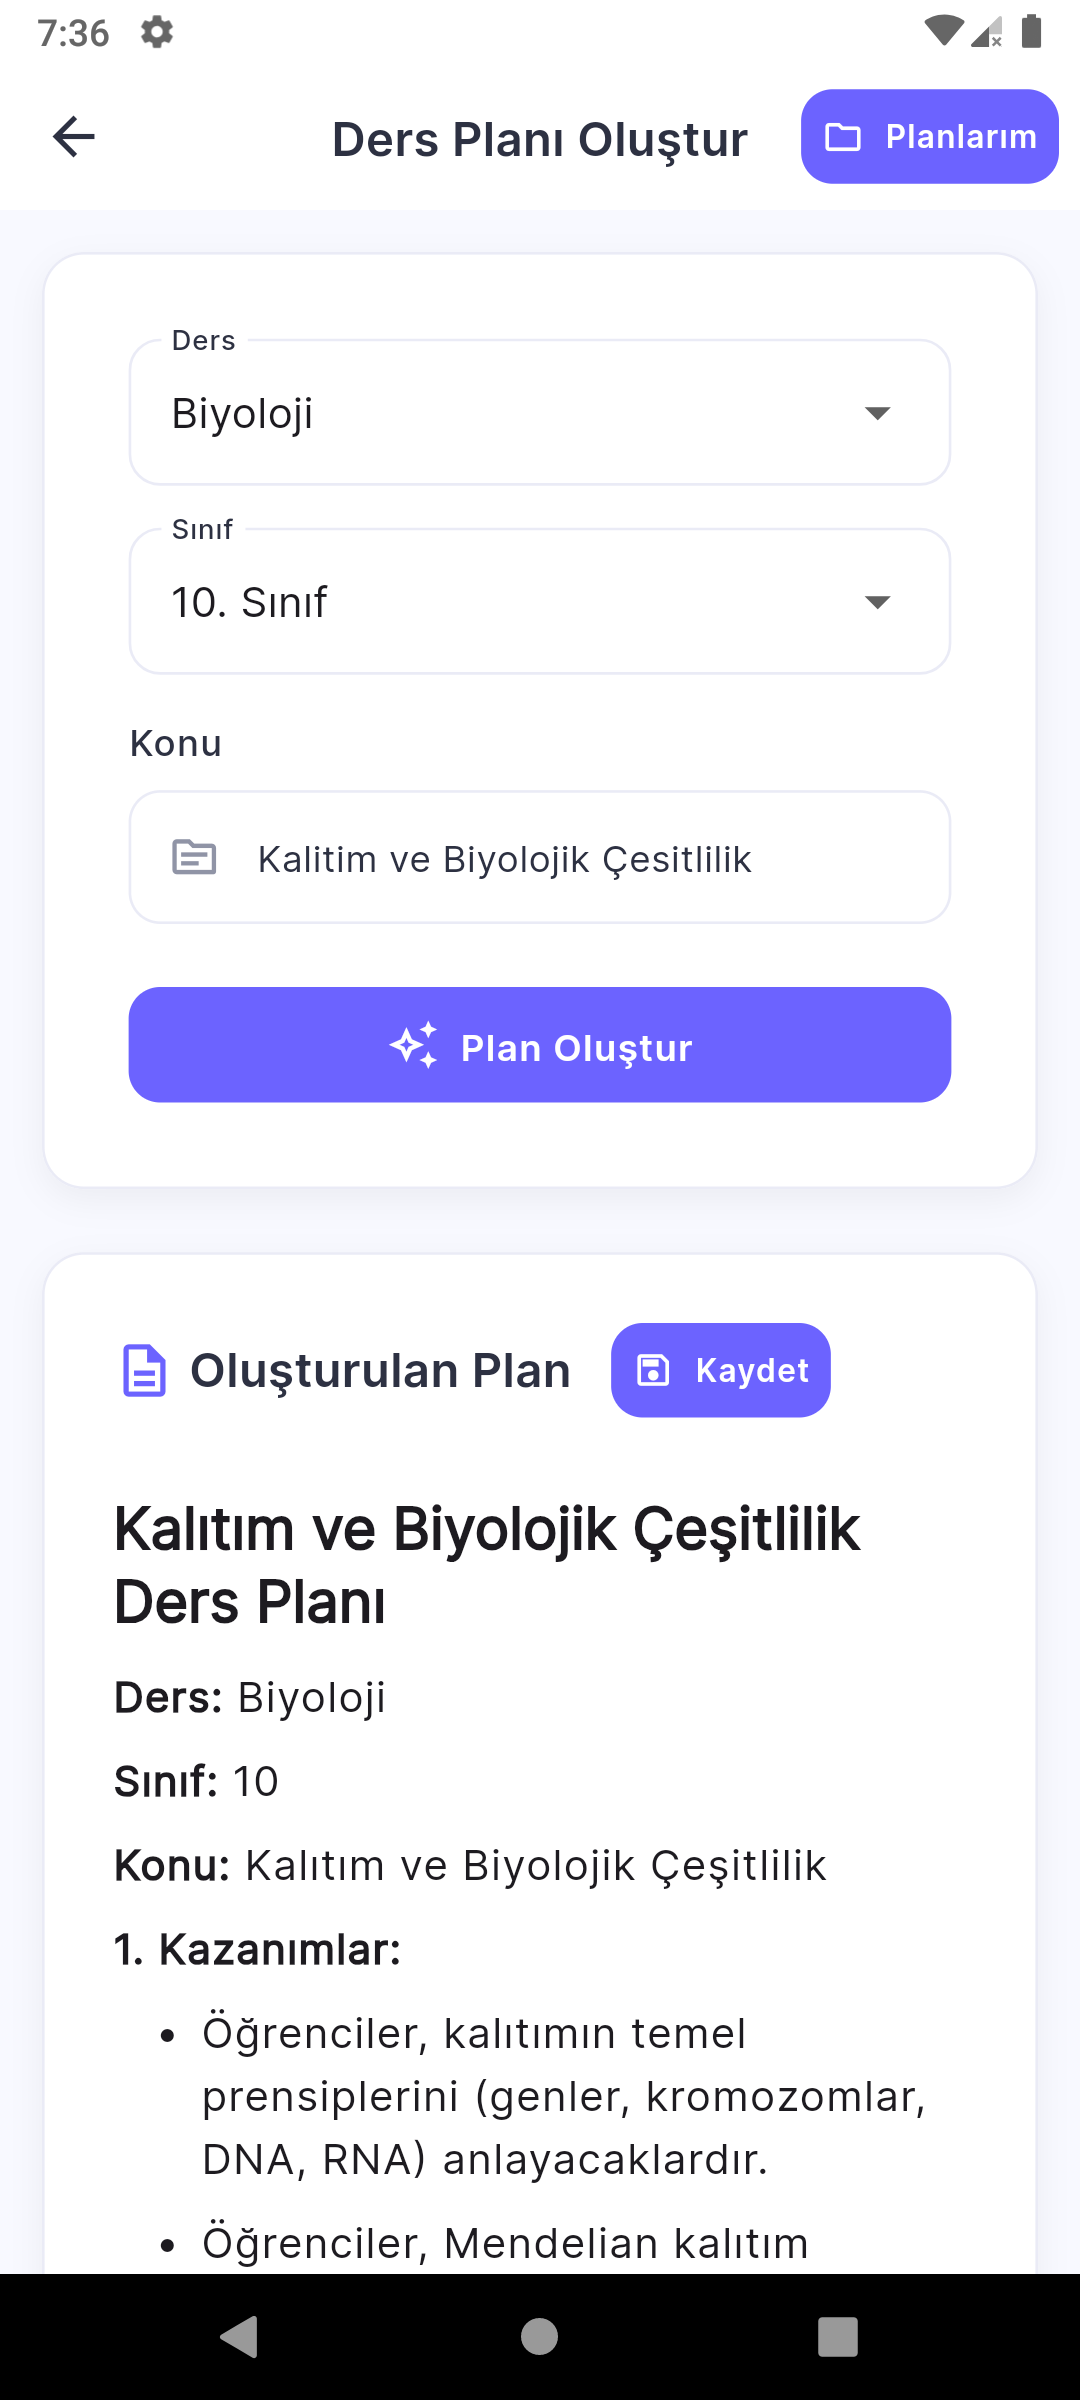 7:36
Ders Planı Oluştur
Planlarım
Ders
Biyoloji
Sınıf
10. Sınıf
Konu
Kalitim ve Biyolojik Çesitlilik
Plan Oluştur
Oluşturulan Plan
Kaydet
Kalıtım ve Biyolojik Çeşitlilik
Ders Planı
Ders: Biyoloji
Sınıf: 10
Konu: Kalıtım ve Biyolojik Çeşitlilik
1. Kazanımlar:
• Öğrenciler, kalıtımın temel
prensiplerini (genler, kromozomlar,
DNA, RNA) anlayacaklardır.
• Öğrenciler, Mendelian kalıtım